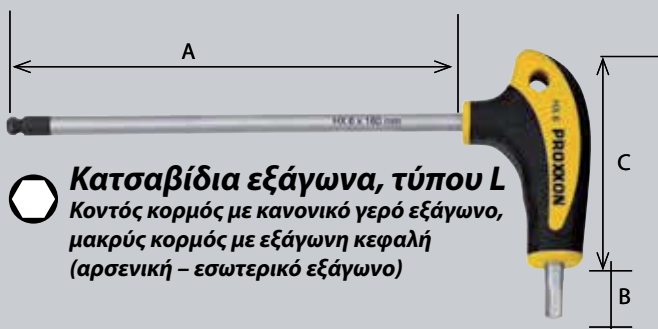 A
HX 6 x 160 mm
HX 6 PROXXON
C
Κατσαβίδια εξάγωνα, τύπου L
Κοντός κορμός με κανονικό γερό εξάγωνο,
μακρύς κορμός με εξάγωνη κεφαλή
(αρσενική – εσωτερικό εξάγωνο)
B